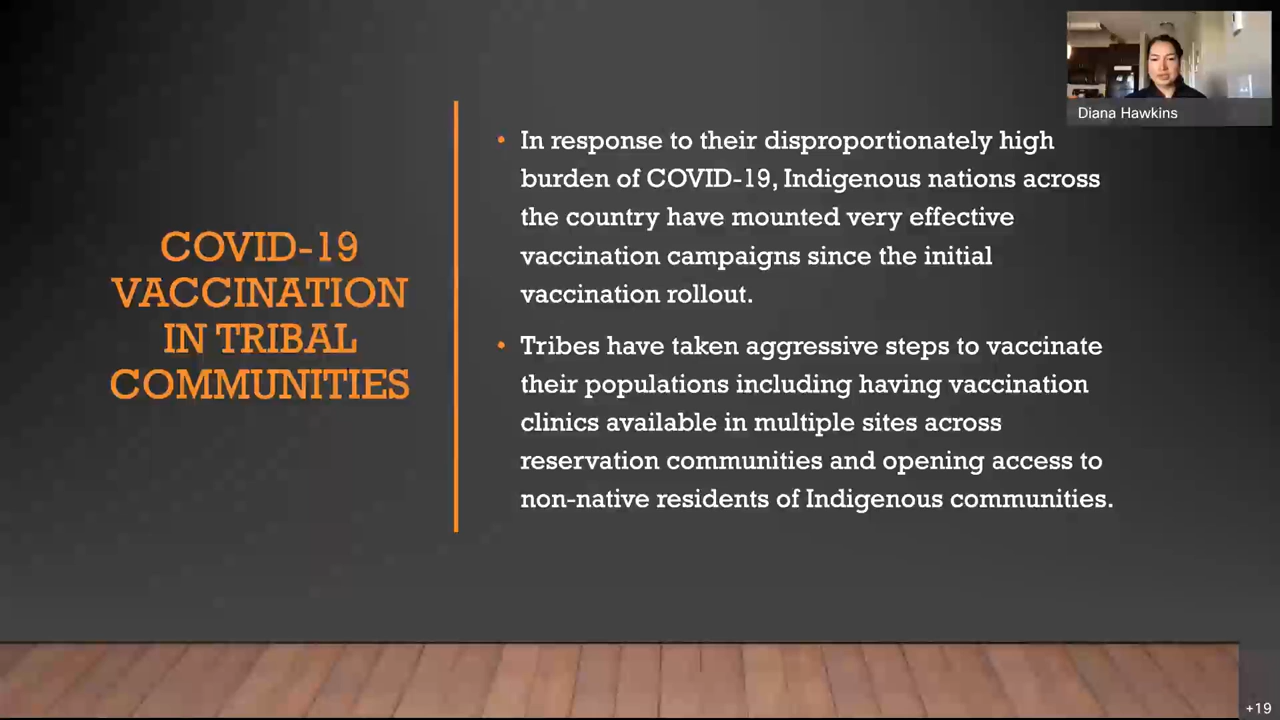 Diana Hawkins
COVID-19
VACCINATION
IN TRIBAL
COMMUNITIES
• In response to their disproportionately high
burden of COVID-19, Indigenous nations across
the country have mounted very effective
vaccination campaigns since the initial
vaccination rollout.
• Tribes have taken aggressive steps to vaccinate
their populations including having vaccination
clinics available in multiple sites across
reservation communities and opening access to
non-native residents of Indigenous communities.
+19